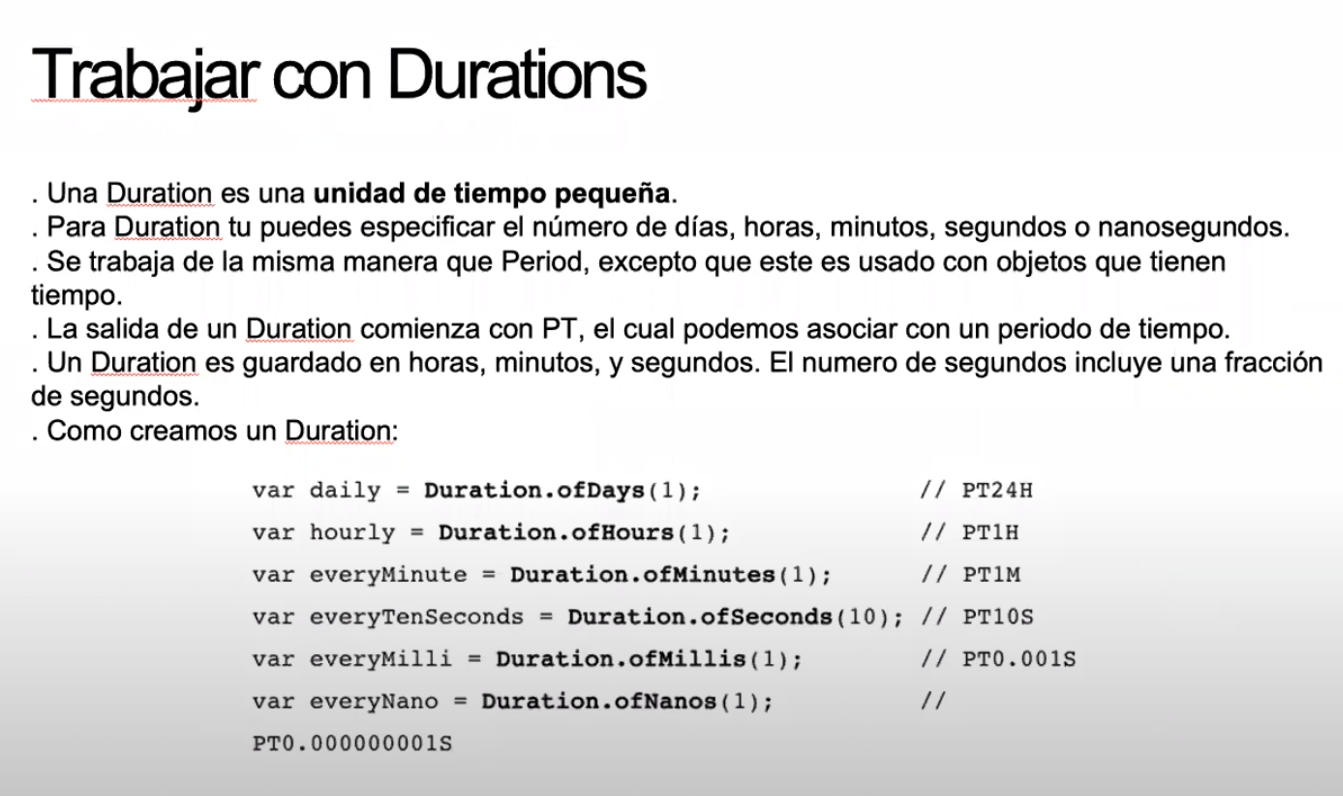 Trabajar con Durations
. Una Duration es una unidad de tiempo pequeña.
. Para Duration tu puedes especificar el número de días, horas, minutos, segundos o nanosegundos.
. Se trabaja de la misma manera que Period, excepto que este es usado con objetos que tienen
tiempo.
. La salida de un Duration comienza con PT, el cual podemos asociar con un periodo de tiempo.
. Un Duration es guardado en horas, minutos, y segundos. El numero de segundos incluye una fracción
de segundos.
. Como creamos un Duration:
var daily = Duration.ofDays(1); // PT24H
var hourly = Duration.ofHours(1); // PT1H
var everyMinute = Duration.ofMinutes(1); // PT1M
var everyTenSeconds = Duration.ofSeconds(10); // PT10S
var everyMilli = Duration.ofMillis(1); // PT0.001S
var everyNano = Duration.ofNanos(1); //
PT0.000000001S